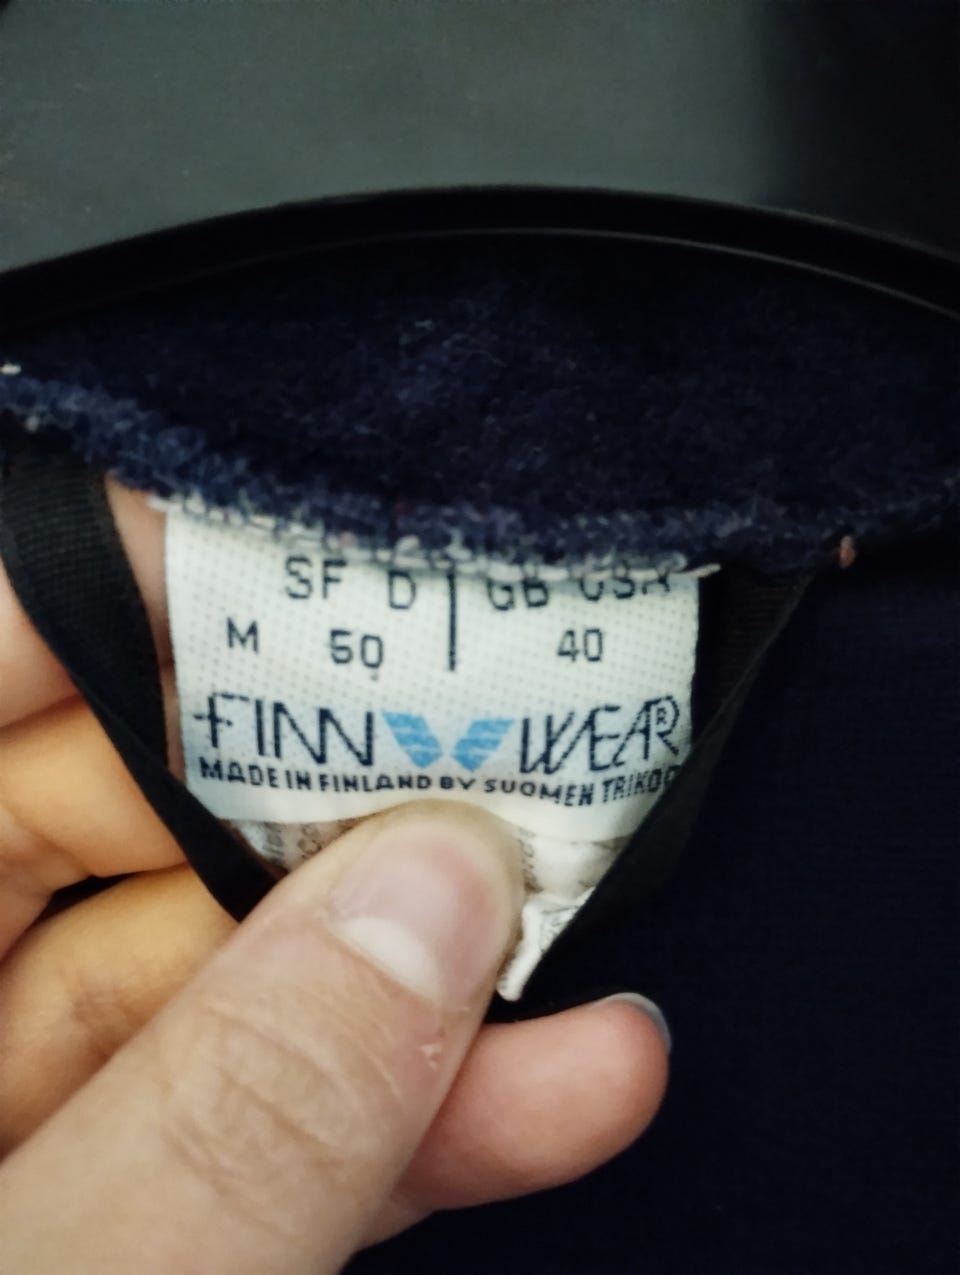 SF D GB USA
M 50 40
FINN WEAR ®
MADE IN FINLAND BY SUOMEN TRIKOO